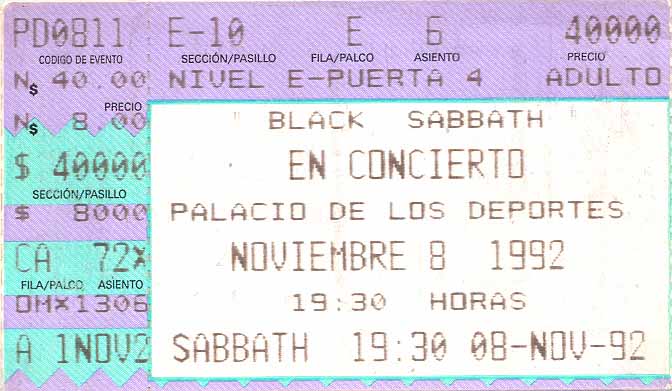 PD0811 E-10 E 6 40000
CODIGO DE EVENTO SECCIÓN/PASILLO FILA/PALCO ASIENTO PRECIO
N$ 40.00 NIVEL E-PUERTA 4 ADULTO
PRECIO
N$ 8.00 BLACK SABBATH
$ 40000 EN CONCIERTO
SECCIÓN/PASILLO
$ 8000 PALACIO DE LOS DEPORTES
CA 72X NOVIEMBRE 8 1992
FILA/PALCO ASIENTO
OMX1306 19:30 HORAS
A 1NOV2 SABBATH 19:30 08-NOV-92